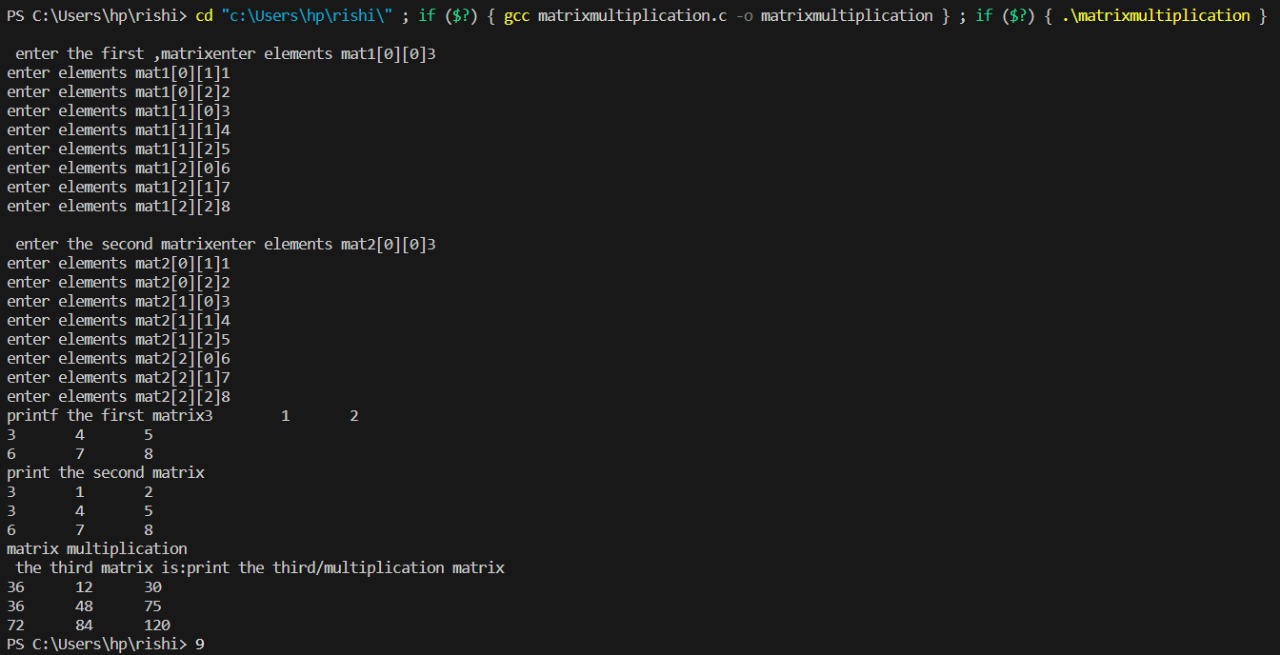 PS C:\Users\hp\rishi> cd "c:\Users\hp\rishi\" ; if ($?) { gcc matrixmultiplication.c -o matrixmultiplication } ; if ($?) { .\matrixmultiplication }
enter the first ,matrixenter elements mat1[0][0]3
enter elements mat1[0][1]1
enter elements mat1[0][2]2
enter elements mat1[1][0]3
enter elements mat1[1][1]4
enter elements mat1[1][2]5
enter elements mat1[2][0]6
enter elements mat1[2][1]7
enter elements mat1[2][2]8
enter the second matrixenter elements mat2[0][0]3
enter elements mat2[0][1]1
enter elements mat2[0][2]2
enter elements mat2[1][0]3
enter elements mat2[1][1]4
enter elements mat2[1][2]5
enter elements mat2[2][0]6
enter elements mat2[2][1]7
enter elements mat2[2][2]8
printf the first matrix3 1 2
3 4 5
6 7 8
print the second matrix
3 1 2
3 4 5
6 7 8
matrix multiplication
the third matrix is:print the third/multiplication matrix
36 12 30
36 48 75
72 84 120
PS C:\Users\hp\rishi> 9